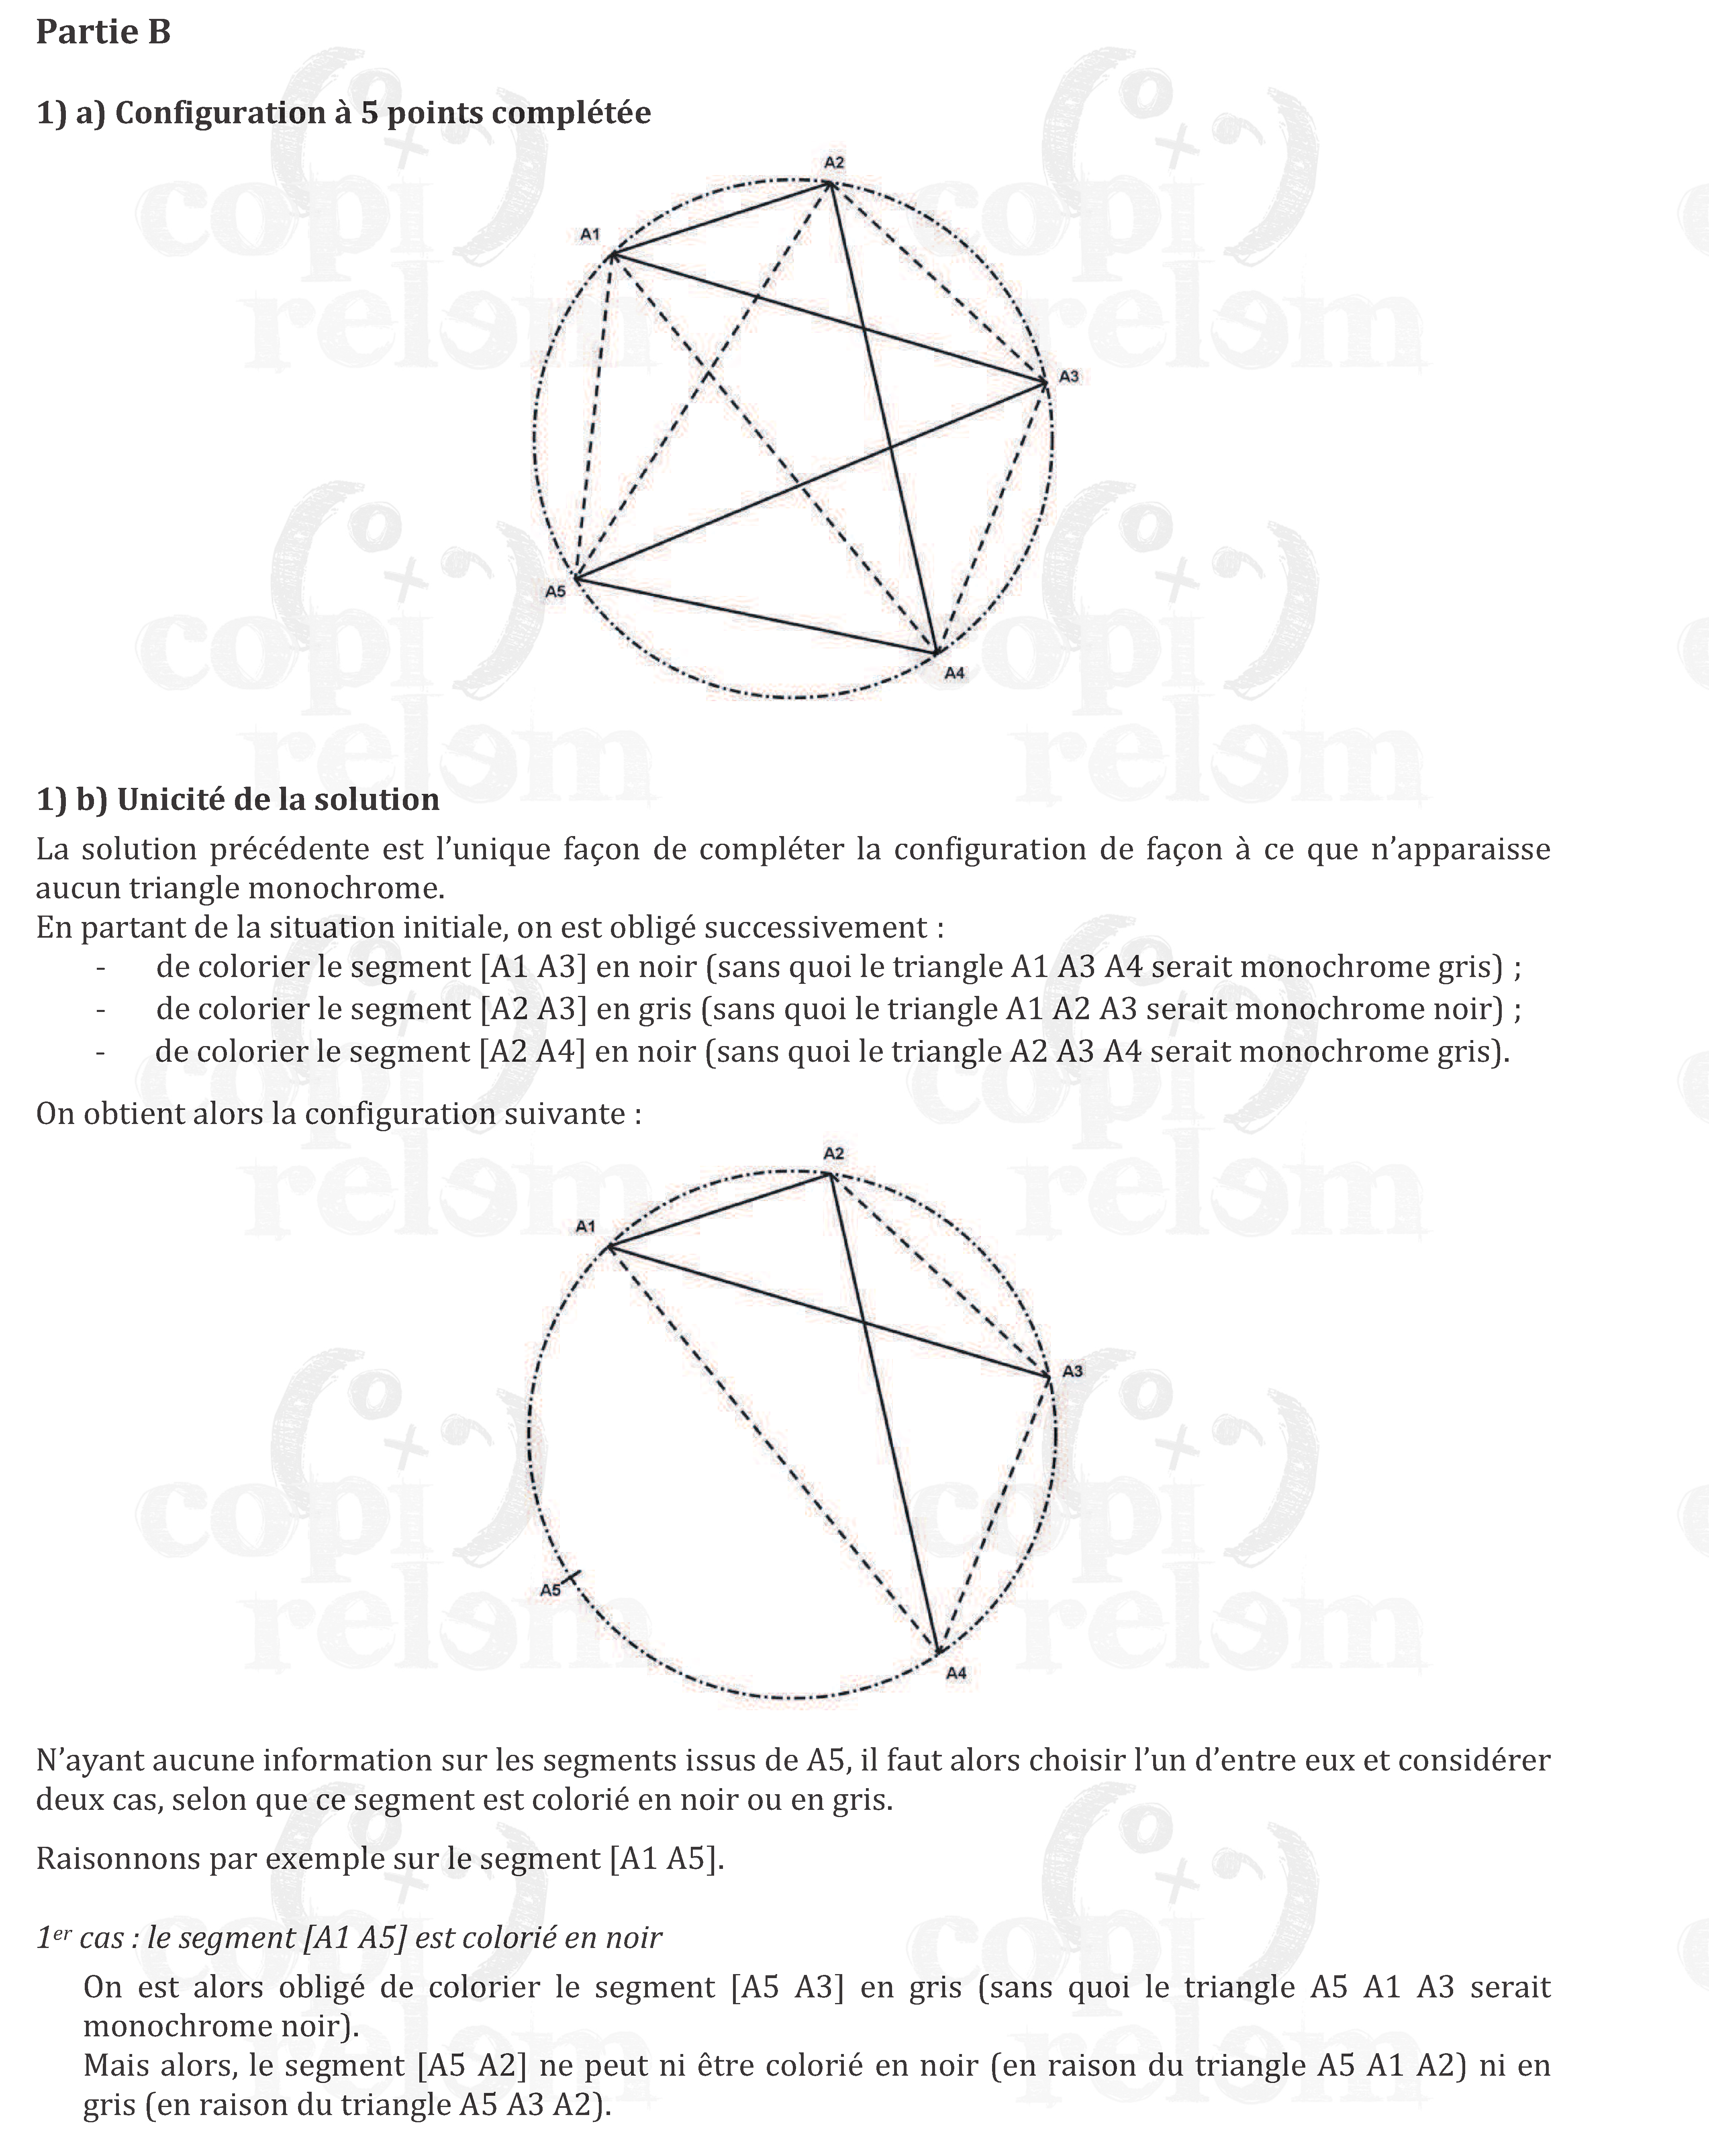 Partie B
1) a) Configuration à 5 points complétée
A2
A1
A3
A5
A4
1) b) Unicité de la solution
La solution précédente est l’unique façon de compléter la configuration de façon à ce que n’apparaisse
aucun triangle monochrome.
En partant de la situation initiale, on est obligé successivement :
- de colorier le segment [A1 A3] en noir (sans quoi le triangle A1 A3 A4 serait monochrome gris) ;
- de colorier le segment [A2 A3] en gris (sans quoi le triangle A1 A2 A3 serait monochrome noir) ;
- de colorier le segment [A2 A4] en noir (sans quoi le triangle A2 A3 A4 serait monochrome gris).
On obtient alors la configuration suivante :
A2
A1
A3
A5
A4
N’ayant aucune information sur les segments issus de A5, il faut alors choisir l’un d’entre eux et considérer
deux cas, selon que ce segment est colorié en noir ou en gris.
Raisonnons par exemple sur le segment [A1 A5].
1er cas : le segment [A1 A5] est colorié en noir
On est alors obligé de colorier le segment [A5 A3] en gris (sans quoi le triangle A5 A1 A3 serait
monochrome noir).
Mais alors, le segment [A5 A2] ne peut ni être colorié en noir (en raison du triangle A5 A1 A2) ni en
gris (en raison du triangle A5 A3 A2).
copi
relem